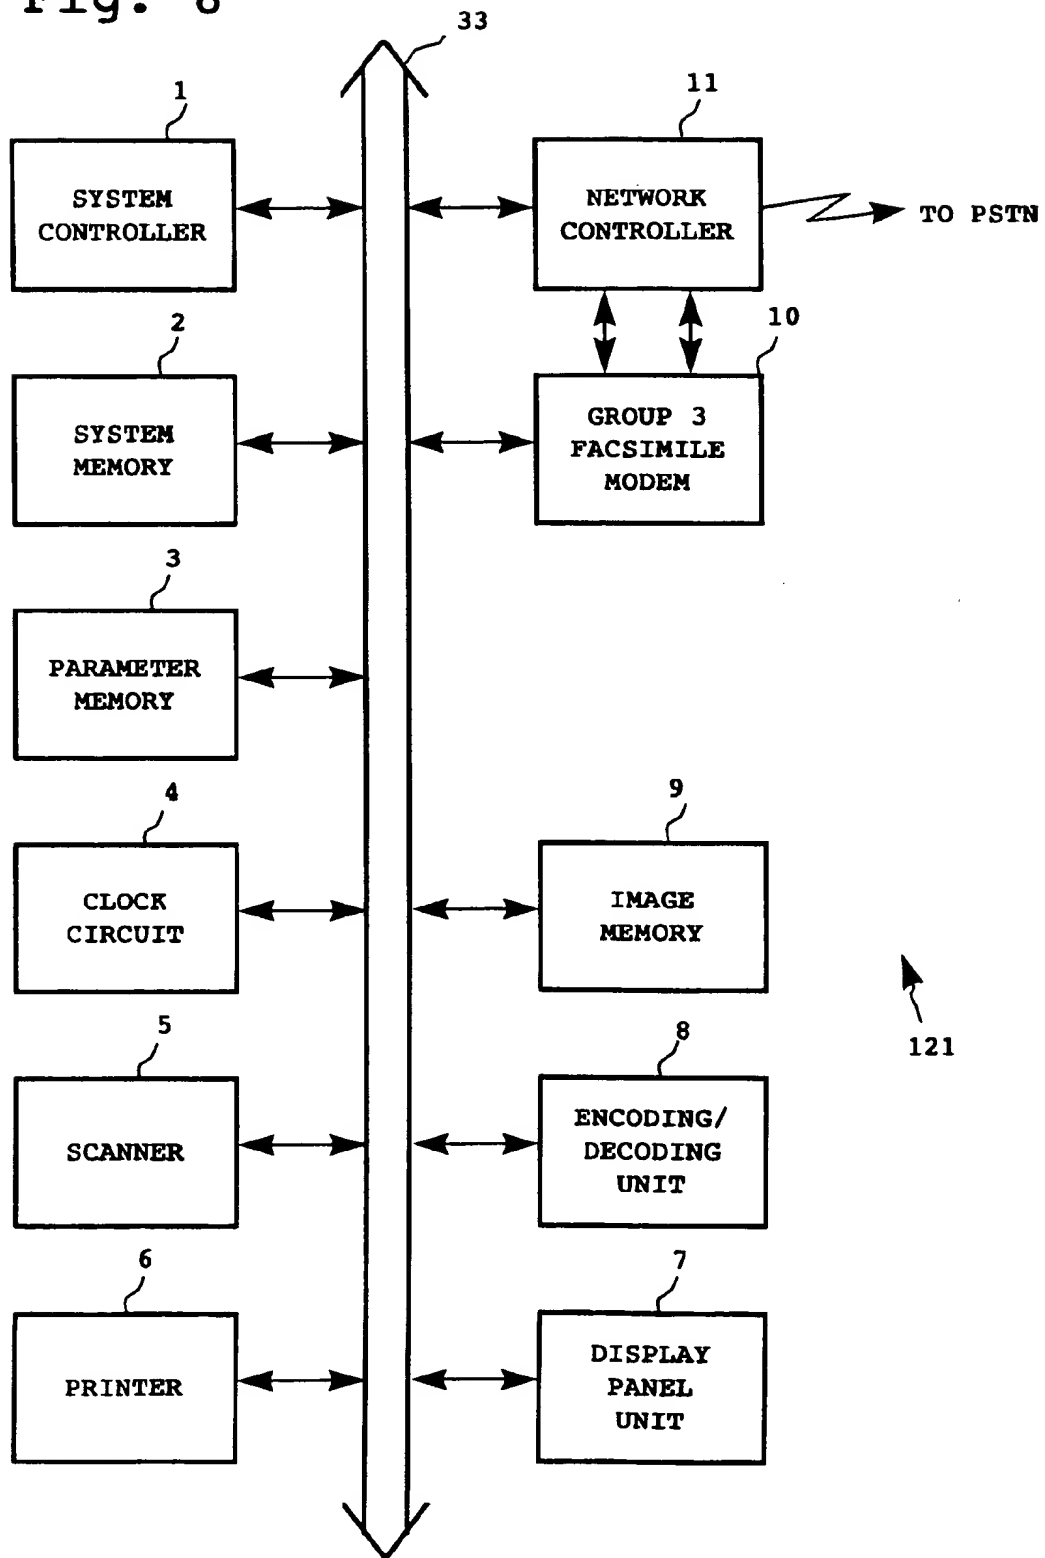 Fig. 8
33
1
SYSTEM
CONTROLLER
11
NETWORK
CONTROLLER
TO PSTN
2
SYSTEM
MEMORY
10
GROUP 3
FACSIMILE
MODEM
3
PARAMETER
MEMORY
4
CLOCK
CIRCUIT
9
IMAGE
MEMORY
121
5
SCANNER
8
ENCODING/
DECODING
UNIT
6
PRINTER
7
DISPLAY
PANEL
UNIT